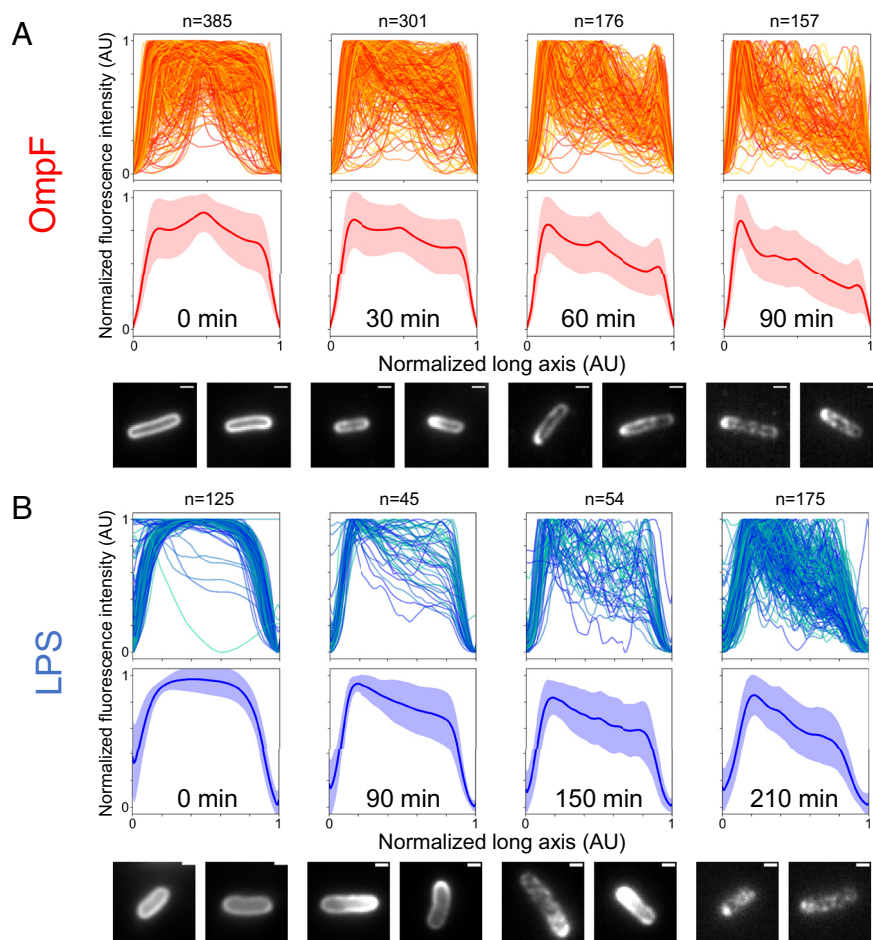 A
n=385 n=301 n=176 n=157
OmpF
Normalized fluorescence intensity (AU)
1
0
1
0
0 min 30 min 60 min 90 min
0 1 0 1 0 1 0 1
Normalized long axis (AU)
B
n=125 n=45 n=54 n=175
LPS
Normalized fluorescence intensity (AU)
1
0
1
0
0 min 90 min 150 min 210 min
0 1 0 1 0 1 0 1
Normalized long axis (AU)